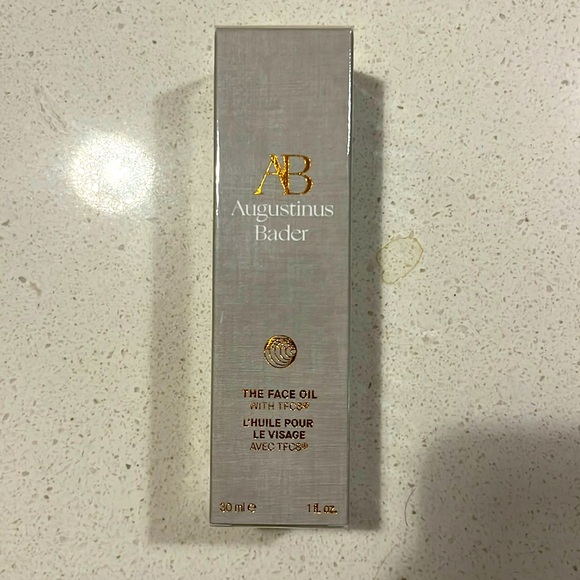 AB
Augustinus
Bader
THE FACE OIL
WITH TFC8®
L'HUILE POUR
LE VISAGE
AVEC TFC8®
30 ml e 1 fl. oz.